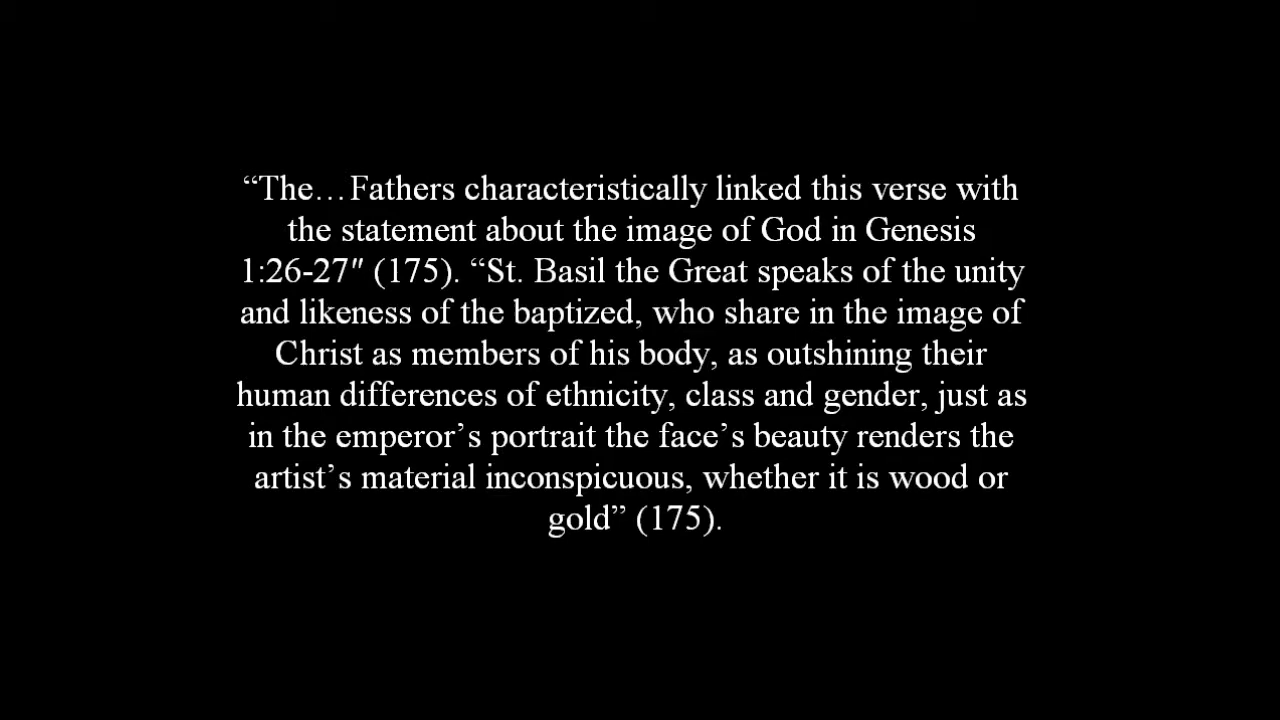 “The…Fathers characteristically linked this verse with
the statement about the image of God in Genesis
1:26-27″ (175). “St. Basil the Great speaks of the unity
and likeness of the baptized, who share in the image of
Christ as members of his body, as outshining their
human differences of ethnicity, class and gender, just as
in the emperor’s portrait the face’s beauty renders the
artist’s material inconspicuous, whether it is wood or
gold” (175).